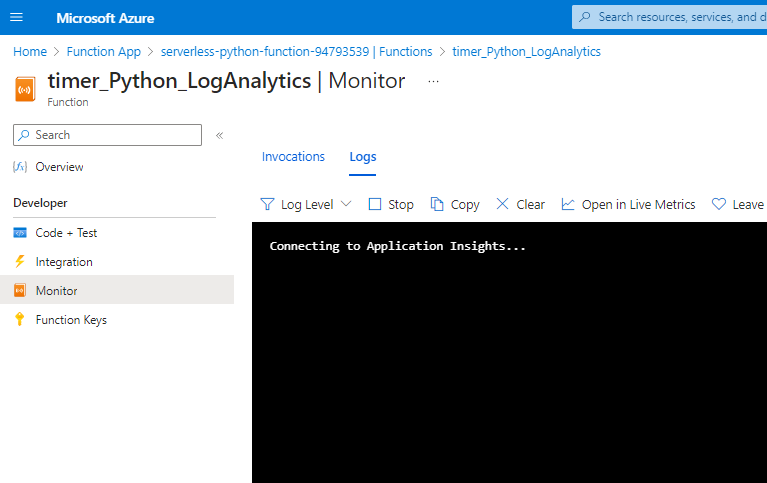 Microsoft Azure
Search resources, services, and d
Home > Function App > serverless-python-function-94793539 | Functions > timer_Python_LogAnalytics
timer_Python_LogAnalytics | Monitor ...
Function
Search «
Overview
Developer
Code + Test
Integration
Monitor
Function Keys
Invocations Logs
Log Level Stop Copy Clear Open in Live Metrics Leave
Connecting to Application Insights...